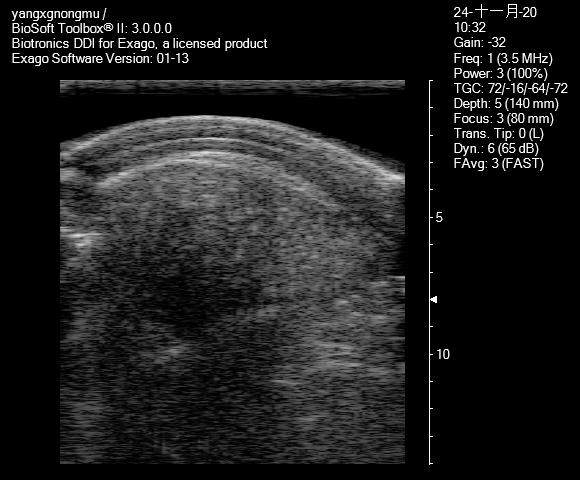 yangxgnongmu /
BioSoft Toolbox® II: 3.0.0.0
Biotronics DDI for Exago, a licensed product
Exago Software Version: 01-13
24-十一月-20
10:32
Gain: -32
Freq: 1 (3.5 MHz)
Power: 3 (100%)
TGC: 72/-16/-64/-72
Depth: 5 (140 mm)
Focus: 3 (80 mm)
Trans. Tip: 0 (L)
Dyn.: 6 (65 dB)
FAvg: 3 (FAST)
5
10